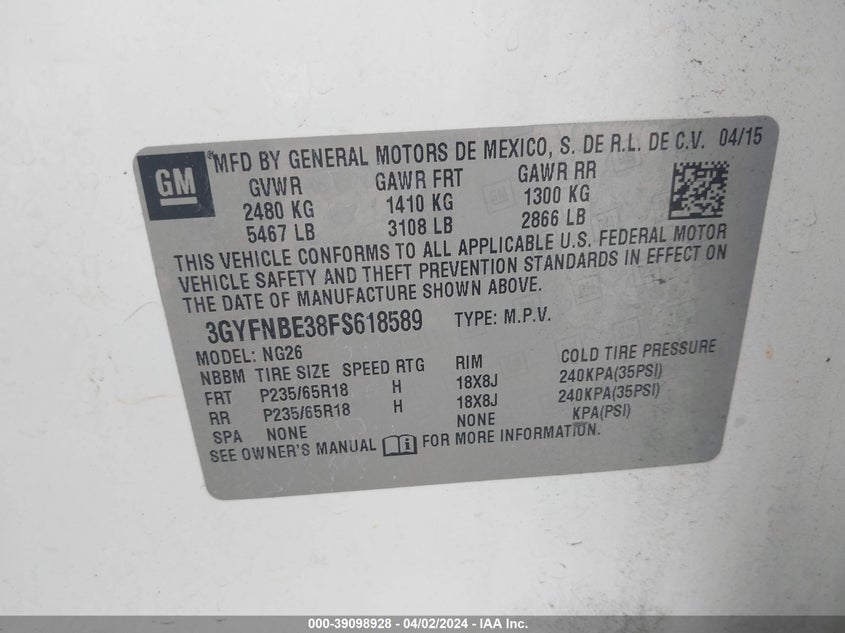 GM
MFD BY GENERAL MOTORS DE MEXICO, S. DE R.L. DE C.V. 04/15
GVWR GAWR FRT GAWR RR
2480 KG 1410 KG 1300 KG
5467 LB 3108 LB 2866 LB
THIS VEHICLE CONFORMS TO ALL APPLICABLE U.S. FEDERAL MOTOR
VEHICLE SAFETY AND THEFT PREVENTION STANDARDS IN EFFECT ON
THE DATE OF MANUFACTURE SHOWN ABOVE.
3GYFNBE38FS618589 TYPE: M.P.V.
MODEL: NG26
NBBM TIRE SIZE SPEED RTG RIM COLD TIRE PRESSURE
FRT P235/65R18 H 18X8J 240KPA(35PSI)
RR P235/65R18 H 18X8J 240KPA(35PSI)
SPA NONE NONE KPA(PSI)
SEE OWNER'S MANUAL FOR MORE INFORMATION.
000-39098928 - 04/02/2024 - IAA Inc.